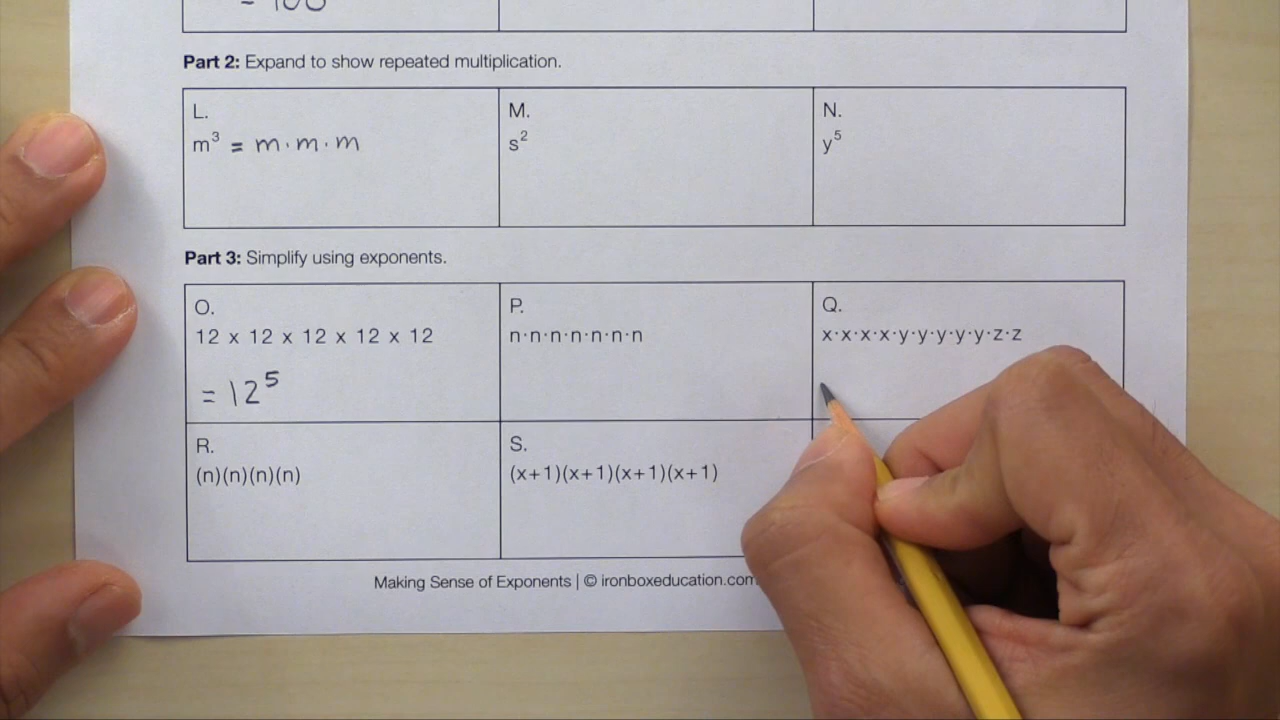 = 100
Part 2: Expand to show repeated multiplication.
L.
m³ = m·m·m
M.
s²
N.
y⁵
Part 3: Simplify using exponents.
O.
12 x 12 x 12 x 12 x 12
= 12⁵
P.
n·n·n·n·n·n·n
Q.
x·x·x·x·y·y·y·y·y·z·z
R.
(n)(n)(n)(n)
S.
(x+1)(x+1)(x+1)(x+1)
Making Sense of Exponents | © ironboxeducation.com